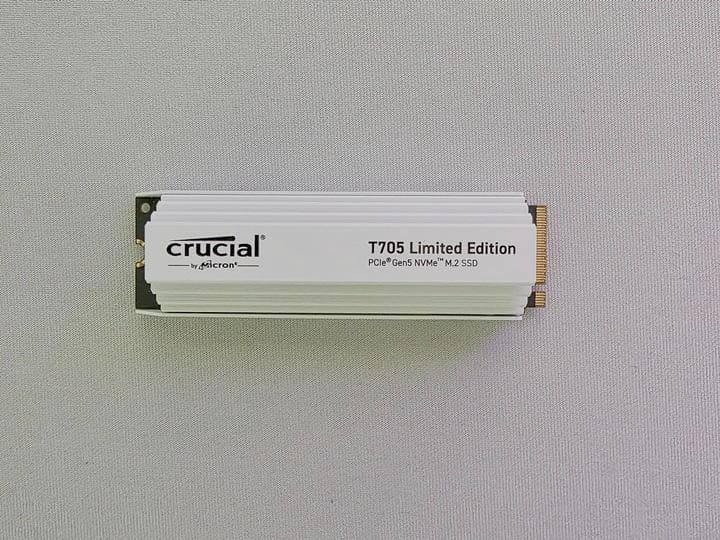 crucial®
by Micron®
T705 Limited Edition
PCIe® Gen5 NVMe™ M.2 SSD